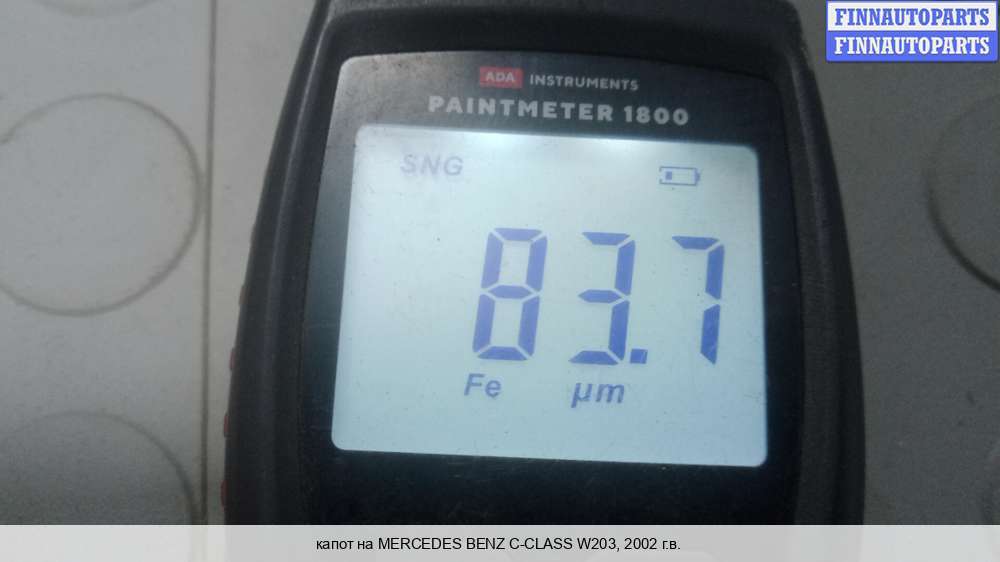 FINNAUTOPARTS
FINNAUTOPARTS
ADA INSTRUMENTS
PAINTMETER 1800
SNG
83.7
Fe µm
капот на MERCEDES BENZ C-CLASS W203, 2002 г.в.